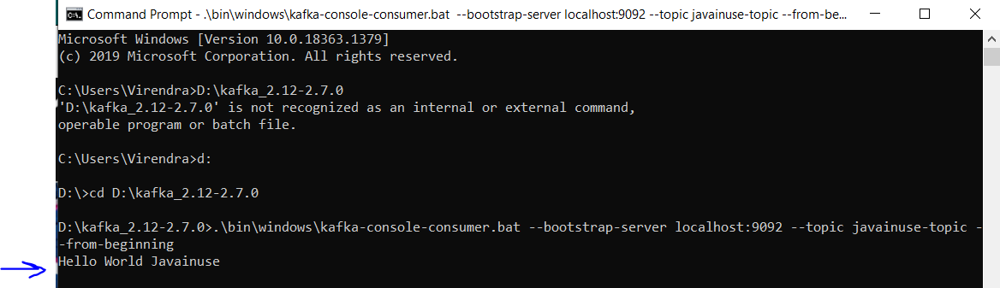 Command Prompt - .\bin\windows\kafka-console-consumer.bat --bootstrap-server localhost:9092 --topic javainuse-topic --from-be...
Microsoft Windows [Version 10.0.18363.1379]
(c) 2019 Microsoft Corporation. All rights reserved.
C:\Users\Virendra>D:\kafka_2.12-2.7.0
'D:\kafka_2.12-2.7.0' is not recognized as an internal or external command,
operable program or batch file.
C:\Users\Virendra>d:
D:\>cd D:\kafka_2.12-2.7.0
D:\kafka_2.12-2.7.0>.\bin\windows\kafka-console-consumer.bat --bootstrap-server localhost:9092 --topic javainuse-topic -
-from-beginning
Hello World Javainuse